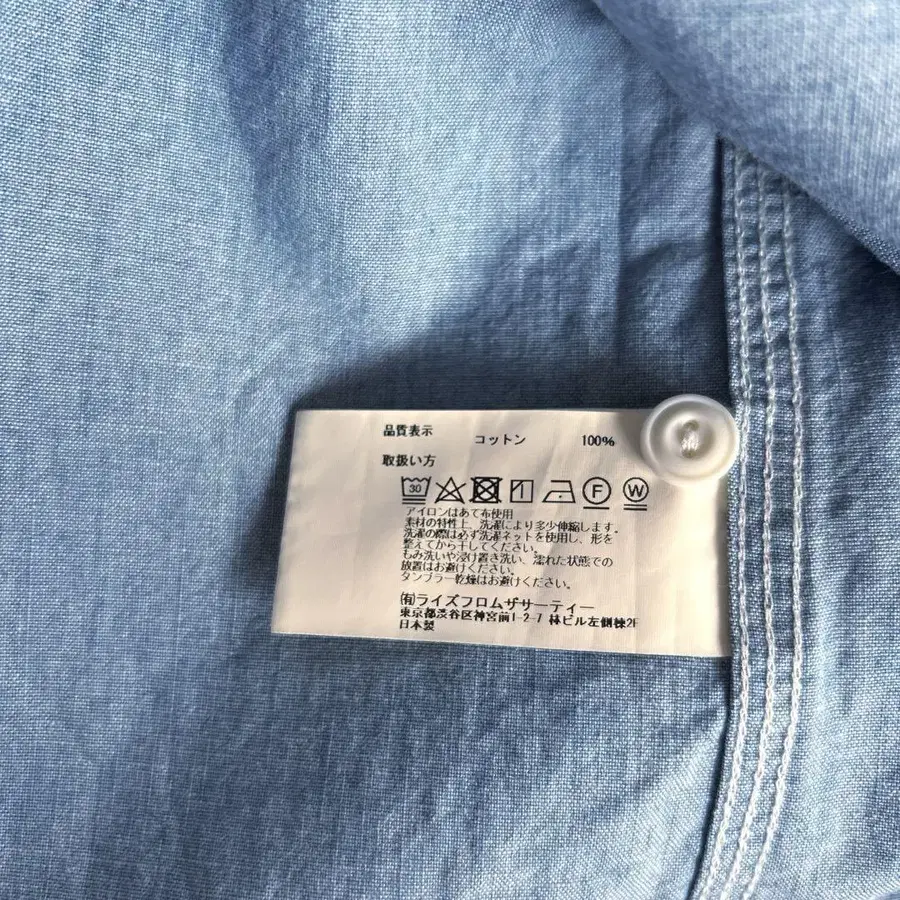 品質表示 コットン 100%
取扱い方
30 F W
アイロンはあて布使用
素材の特性上、洗濯により多少伸縮します。
洗濯の際は必ず洗濯ネットを使用し、形を
整えてから干してください。
もみ洗いや浸け置き洗い、濡れた状態での
放置はお避けください。
タンブラー乾燥はお避けください。
(有)ライズフロムザサーティー
東京都渋谷区神宮前1-2-7 林ビル左側棟2F
日本製